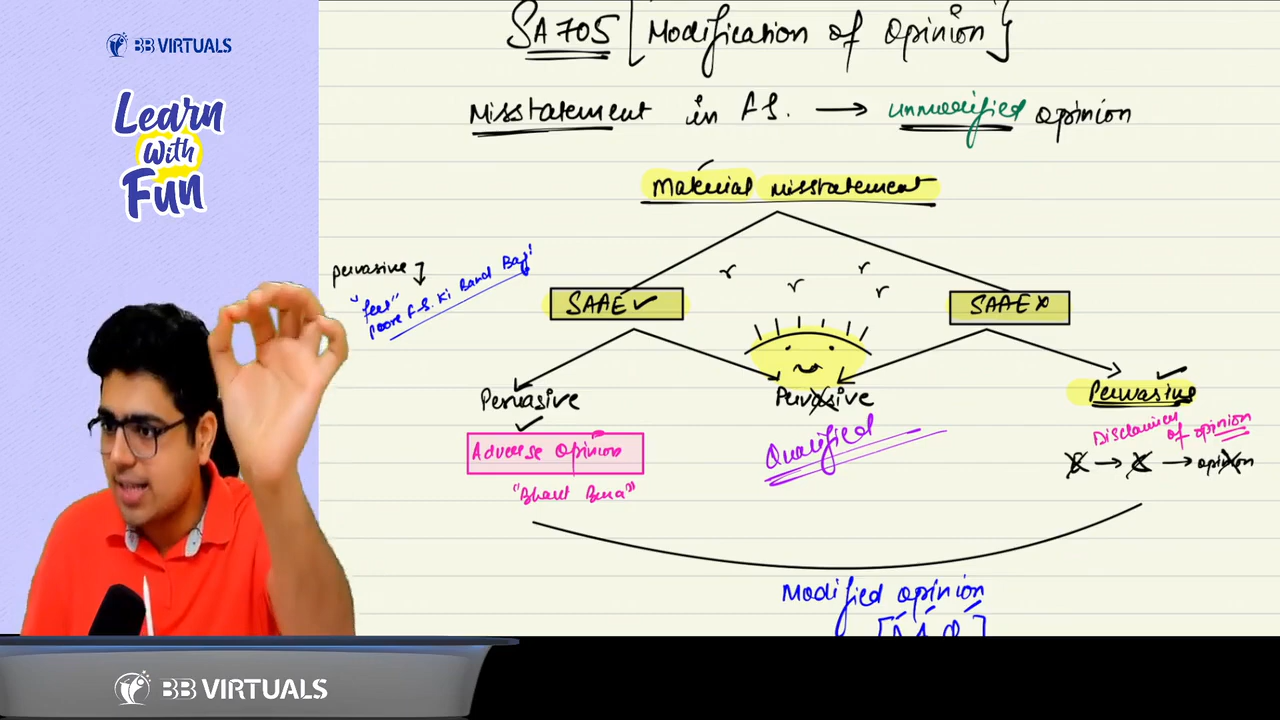 BB VIRTUALS
Learn
With
Fun
SA 705 [Modification of Opinion]
Misstatement in F.S. → unmodified opinion
Material misstatement
pervasive
"feel"
poore F.S. Ki Band Baji
SAAE ✓
SAAE ×
Pervasive
Pervasive
Pervasive
Adverse Opinion
Qualified
Disclaimer
of opinion
→ → opinion
"Bhaut Bura"
Modified opinion
BB VIRTUALS